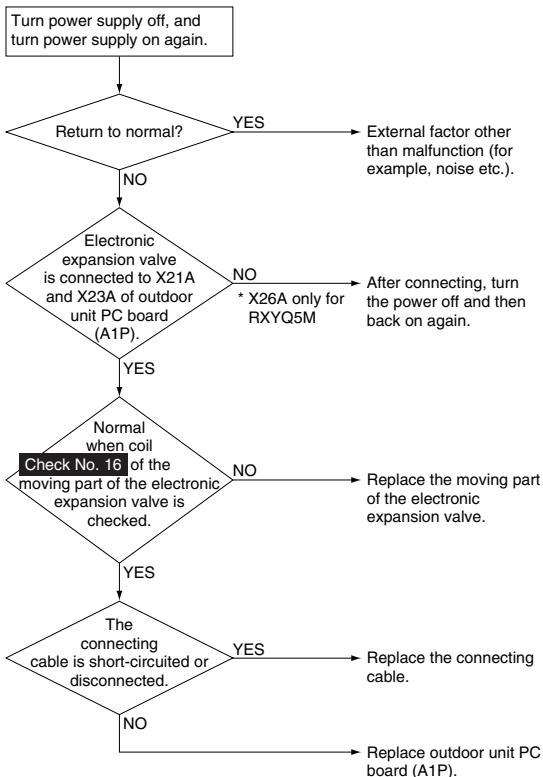 Turn power supply off, and
turn power supply on again.
Return to normal?
YES
External factor other
than malfunction (for
example, noise etc.).
NO
Electronic
expansion valve
is connected to X21A
and X23A of outdoor
unit PC board
(A1P).
NO
* X26A only for
RXYQ5M
After connecting, turn
the power off and then
back on again.
YES
Normal
when coil
Check No. 16 of the
moving part of the electronic
expansion valve is
checked.
NO
Replace the moving part
of the electronic
expansion valve.
YES
The
connecting
cable is short-circuited or
disconnected.
YES
Replace the connecting
cable.
NO
Replace outdoor unit PC
board (A1P).